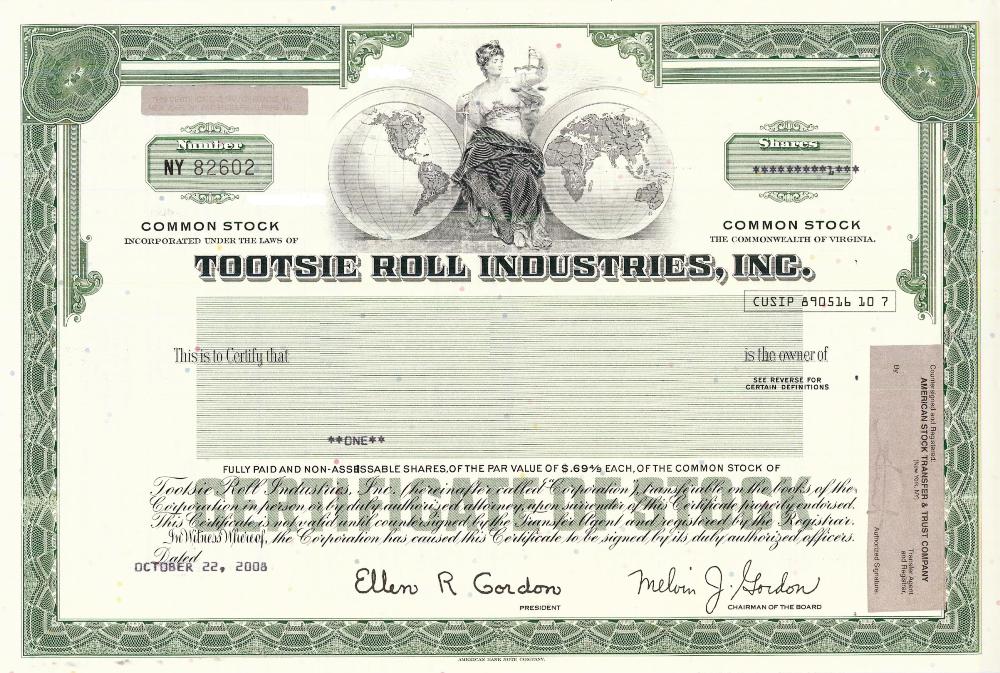 Number
NY 82602
Shares
*********1***
COMMON STOCK
INCORPORATED UNDER THE LAWS OF
COMMON STOCK
THE COMMONWEALTH OF VIRGINIA.
TOOTSIE ROLL INDUSTRIES, INC.
CUSIP 890516 10 7
This is to Certify that
is the owner of
SEE REVERSE FOR
CERTAIN DEFINITIONS
**ONE**
FULLY PAID AND NON-ASSESSABLE SHARES, OF THE PAR VALUE OF $.69 4/9 EACH, OF THE COMMON STOCK OF
Tootsie Roll Industries, Inc. (hereinafter called "Corporation"), transferable on the books of the
Corporation in person or by duly authorized attorney, upon surrender of this Certificate properly endorsed.
This Certificate is not valid until countersigned by the Transfer Agent and registered by the Registrar.
In Witness Whereof, the Corporation has caused this Certificate to be signed by its duly authorized officers.
Dated
OCTOBER 22, 2008
Ellen R Gordon
PRESIDENT
Melvin J. Gordon
CHAIRMAN OF THE BOARD
Countersigned and Registered:
AMERICAN STOCK TRANSFER & TRUST COMPANY
(New York, NY)
Transfer Agent
and Registrar.
By
Authorized Signature.
AMERICAN BANK NOTE COMPANY.